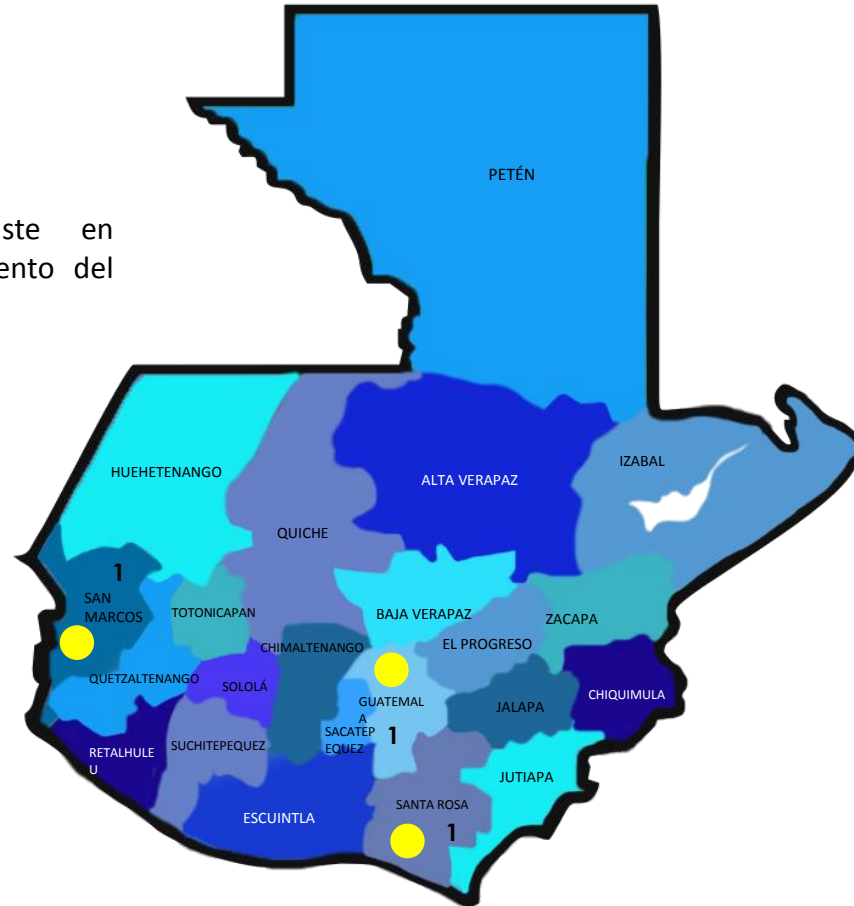 PETÉN
ste en
ento del
IZABAL
HUEHETENANGO
ALTA VERAPAZ
QUICHE
1
SAN
MARCOS
TOTONICAPAN
BAJA VERAPAZ
ZACAPA
CHIMALTENANGO
EL PROGRESO
QUETZALTENANGO
SOLOLÁ
CHIQUIMULA
GUATEMAL
A
JALAPA
SACATEP
EQUEZ
1
SUCHITEPEQUEZ
RETALHULE
U
JUTIAPA
SANTA ROSA
ESCUINTLA
1